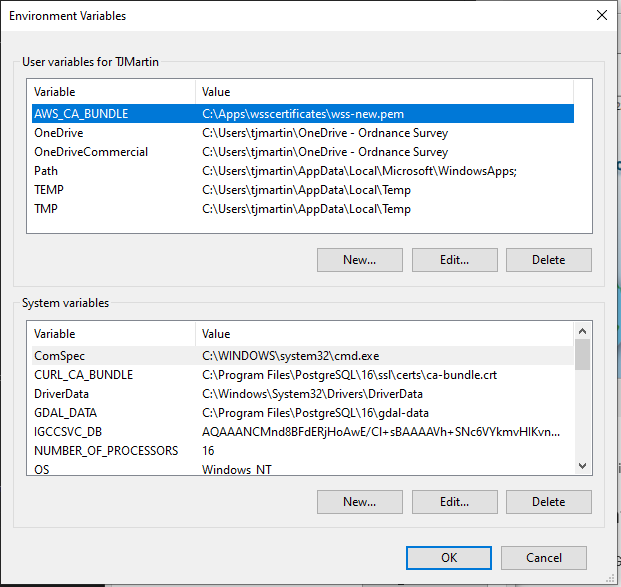 Environment Variables
User variables for TJMartin
Variable Value
AWS_CA_BUNDLE C:\Apps\wsscertificates\wss-new.pem
OneDrive C:\Users\tjmartin\OneDrive - Ordnance Survey
OneDriveCommercial C:\Users\tjmartin\OneDrive - Ordnance Survey
Path C:\Users\tjmartin\AppData\Local\Microsoft\WindowsApps;
TEMP C:\Users\tjmartin\AppData\Local\Temp
TMP C:\Users\tjmartin\AppData\Local\Temp
New... Edit... Delete
System variables
Variable Value
ComSpec C:\WINDOWS\system32\cmd.exe
CURL_CA_BUNDLE C:\Program Files\PostgreSQL\16\ssl\certs\ca-bundle.crt
DriverData C:\Windows\System32\Drivers\DriverData
GDAL_DATA C:\Program Files\PostgreSQL\16\gdal-data
IGCCSVC_DB AQAAANCMnd8BFdERjHoAwE/Cl+sBAAAAVh+SNc6VYkmvHIKvn...
NUMBER_OF_PROCESSORS 16
OS Windows_NT
New... Edit... Delete
OK Cancel